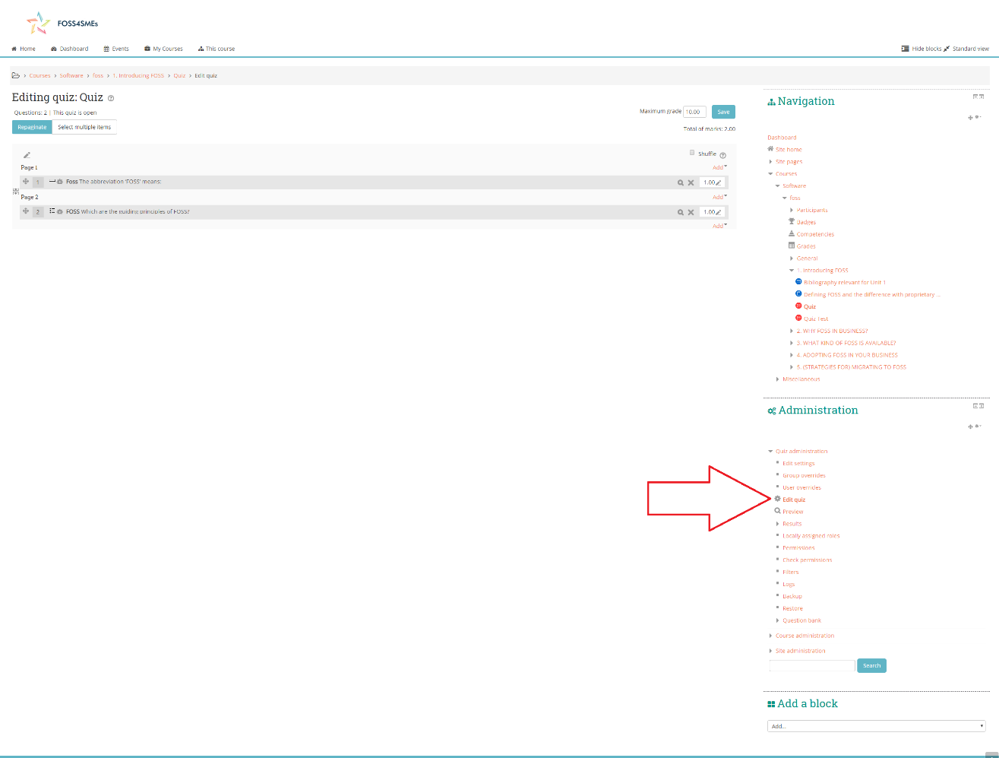 FOSS4SMEs
Home Dashboard Events My Courses This course Hide blocks Standard view
Courses › Software › foss › 1. Introducing FOSS › Quiz › Edit quiz
Editing quiz: Quiz
Questions: 2 | This quiz is open
Maximum grade 10.00 Save
Repaginate Select multiple items
Total of marks: 2.00
Shuffle
Page 1 Add
1 Foss The abbreviation 'FOSS' means: 1.00
Page 2 Add
2 FOSS Which are the guiding principles of FOSS? 1.00
Add
Navigation
Dashboard
Site home
Site pages
Courses
Software
foss
Participants
Badges
Competencies
Grades
General
1. Introducing FOSS
Bibliography relevant for Unit 1
Defining FOSS and the difference with proprietary ...
Quiz
Quiz Test
2. WHY FOSS IN BUSINESS?
3. WHAT KIND OF FOSS IS AVAILABLE?
4. ADOPTING FOSS IN YOUR BUSINESS
5. (STRATEGIES FOR) MIGRATING TO FOSS
Miscellaneous
Administration
Quiz administration
Edit settings
Group overrides
User overrides
Edit quiz
Preview
Results
Locally assigned roles
Permissions
Check permissions
Filters
Logs
Backup
Restore
Question bank
Course administration
Site administration
Search
Add a block
Add...